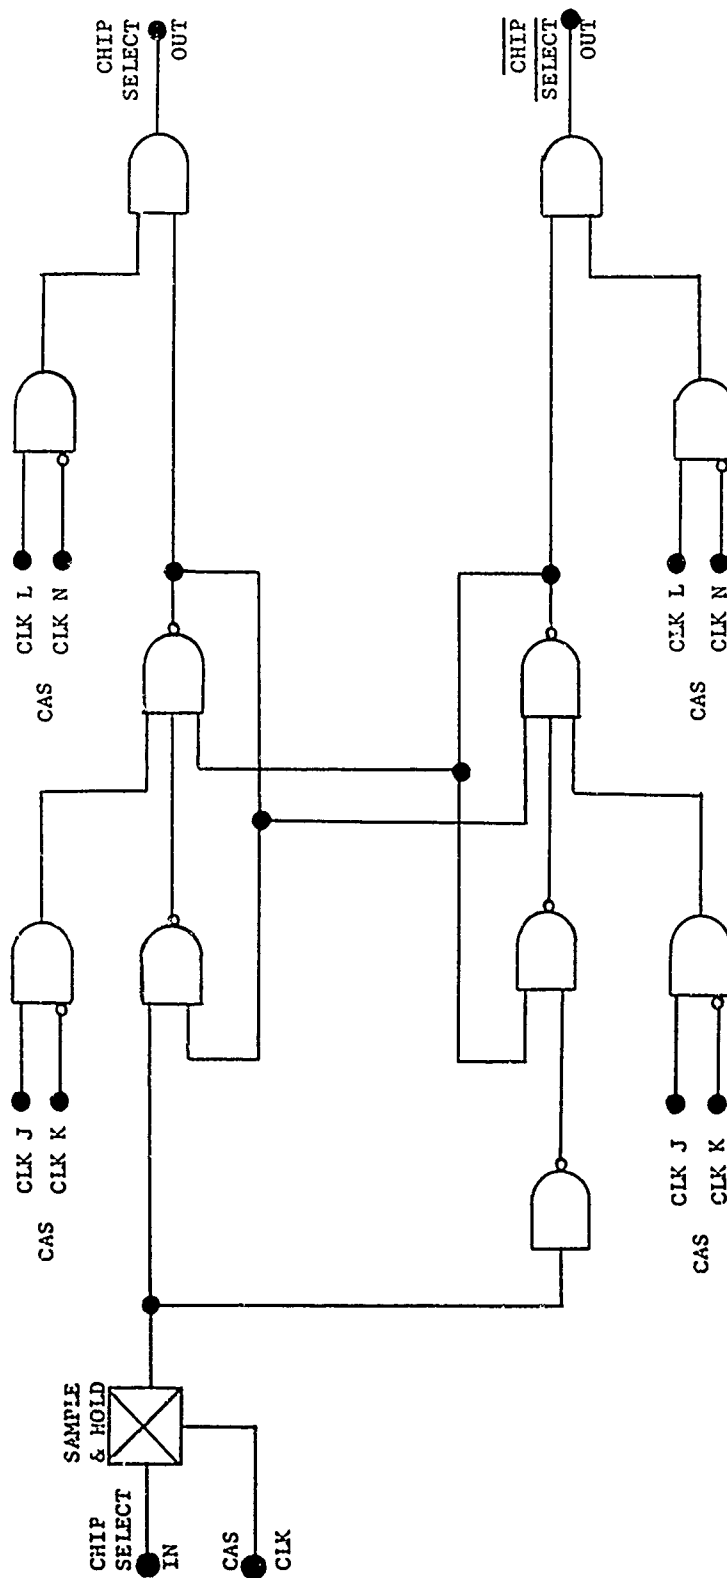 CHIP
SELECT
IN
CAS
CLK
SAMPLE
& HOLD
CAS
CLK J
CLK K
CAS
CLK L
CLK N
CHIP
SELECT
OUT
CAS
CLK J
CLK K
CAS
CLK L
CLK N
CHIP
SELECT
OUT